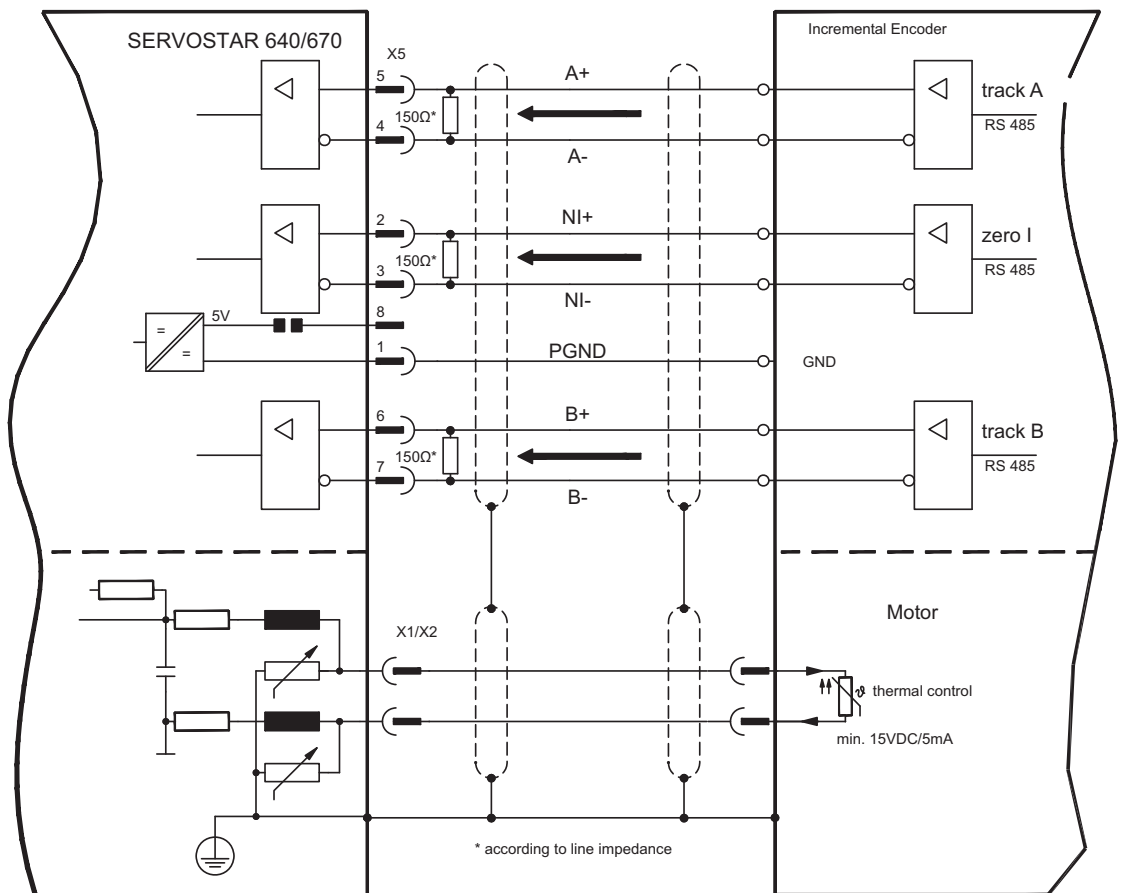 SERVOSTAR 640/670
X5
Incremental Encoder
5
A+
track A
150Ω*
RS 485
4
A-
2
NI+
zero I
150Ω*
RS 485
3
NI-
5V
8
=
=
1
PGND
GND
6
B+
track B
150Ω*
RS 485
7
B-
Motor
X1/X2
ϑ thermal control
min. 15VDC/5mA
* according to line impedance